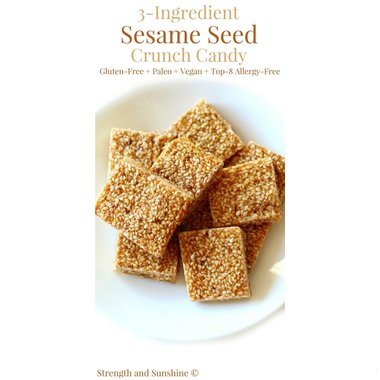 3-Ingredient
Sesame Seed
Crunch Candy
Gluten-Free + Paleo + Vegan + Top-8 Allergy-Free
Strength and Sunshine ©